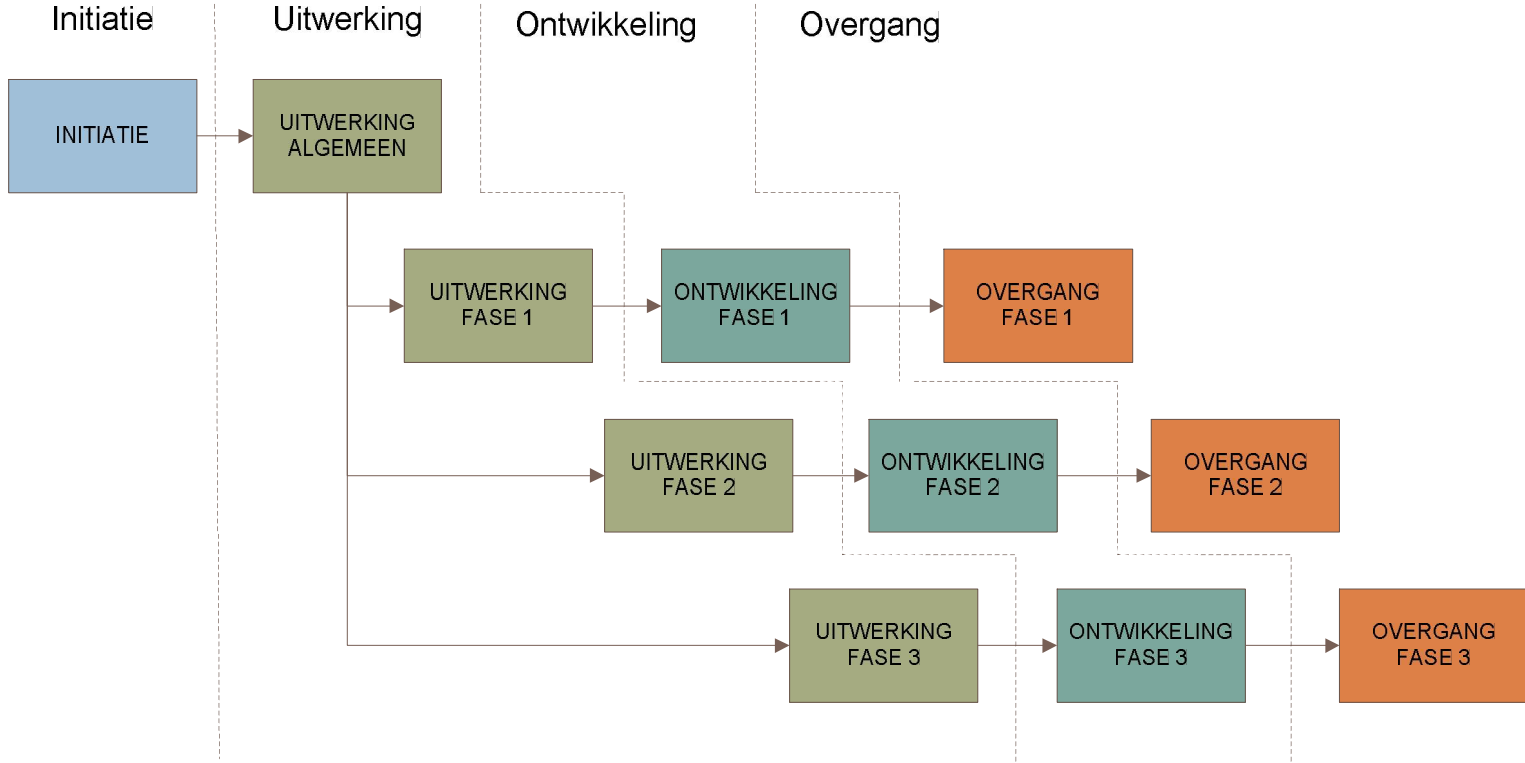 Initiatie
Uitwerking
Ontwikkeling
Overgang
INITIATIE
UITWERKING
ALGEMEEN
UITWERKING
FASE 1
ONTWIKKELING
FASE 1
OVERGANG
FASE 1
UITWERKING
FASE 2
ONTWIKKELING
FASE 2
OVERGANG
FASE 2
UITWERKING
FASE 3
ONTWIKKELING
FASE 3
OVERGANG
FASE 3